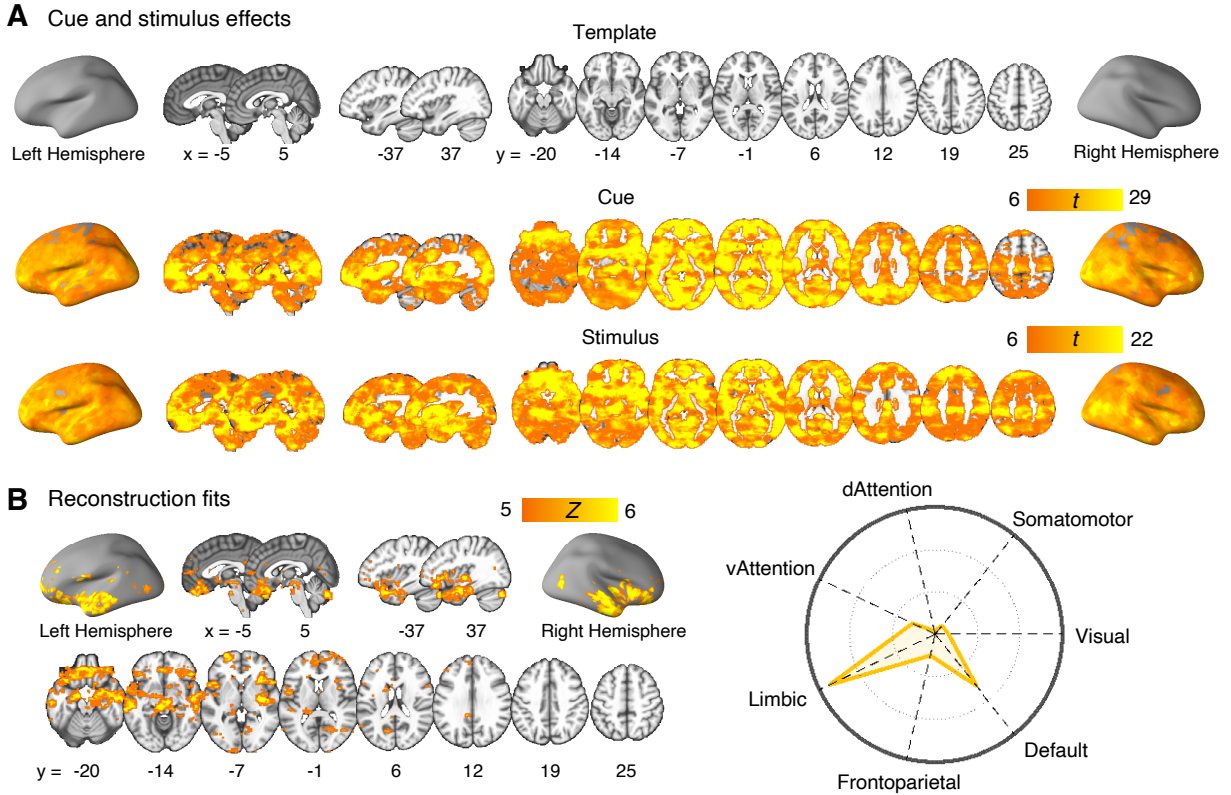 A Cue and stimulus effects
Template
Left Hemisphere x = -5 5 -37 37 y = -20 -14 -7 -1 6 12 19 25 Right Hemisphere
Cue
6 t 29
Stimulus
6 t 22
B Reconstruction fits
5 Z 6
Left Hemisphere x = -5 5 -37 37 Right Hemisphere
y = -20 -14 -7 -1 6 12 19 25
dAttention
Somatomotor
vAttention
Visual
Limbic
Default
Frontoparietal